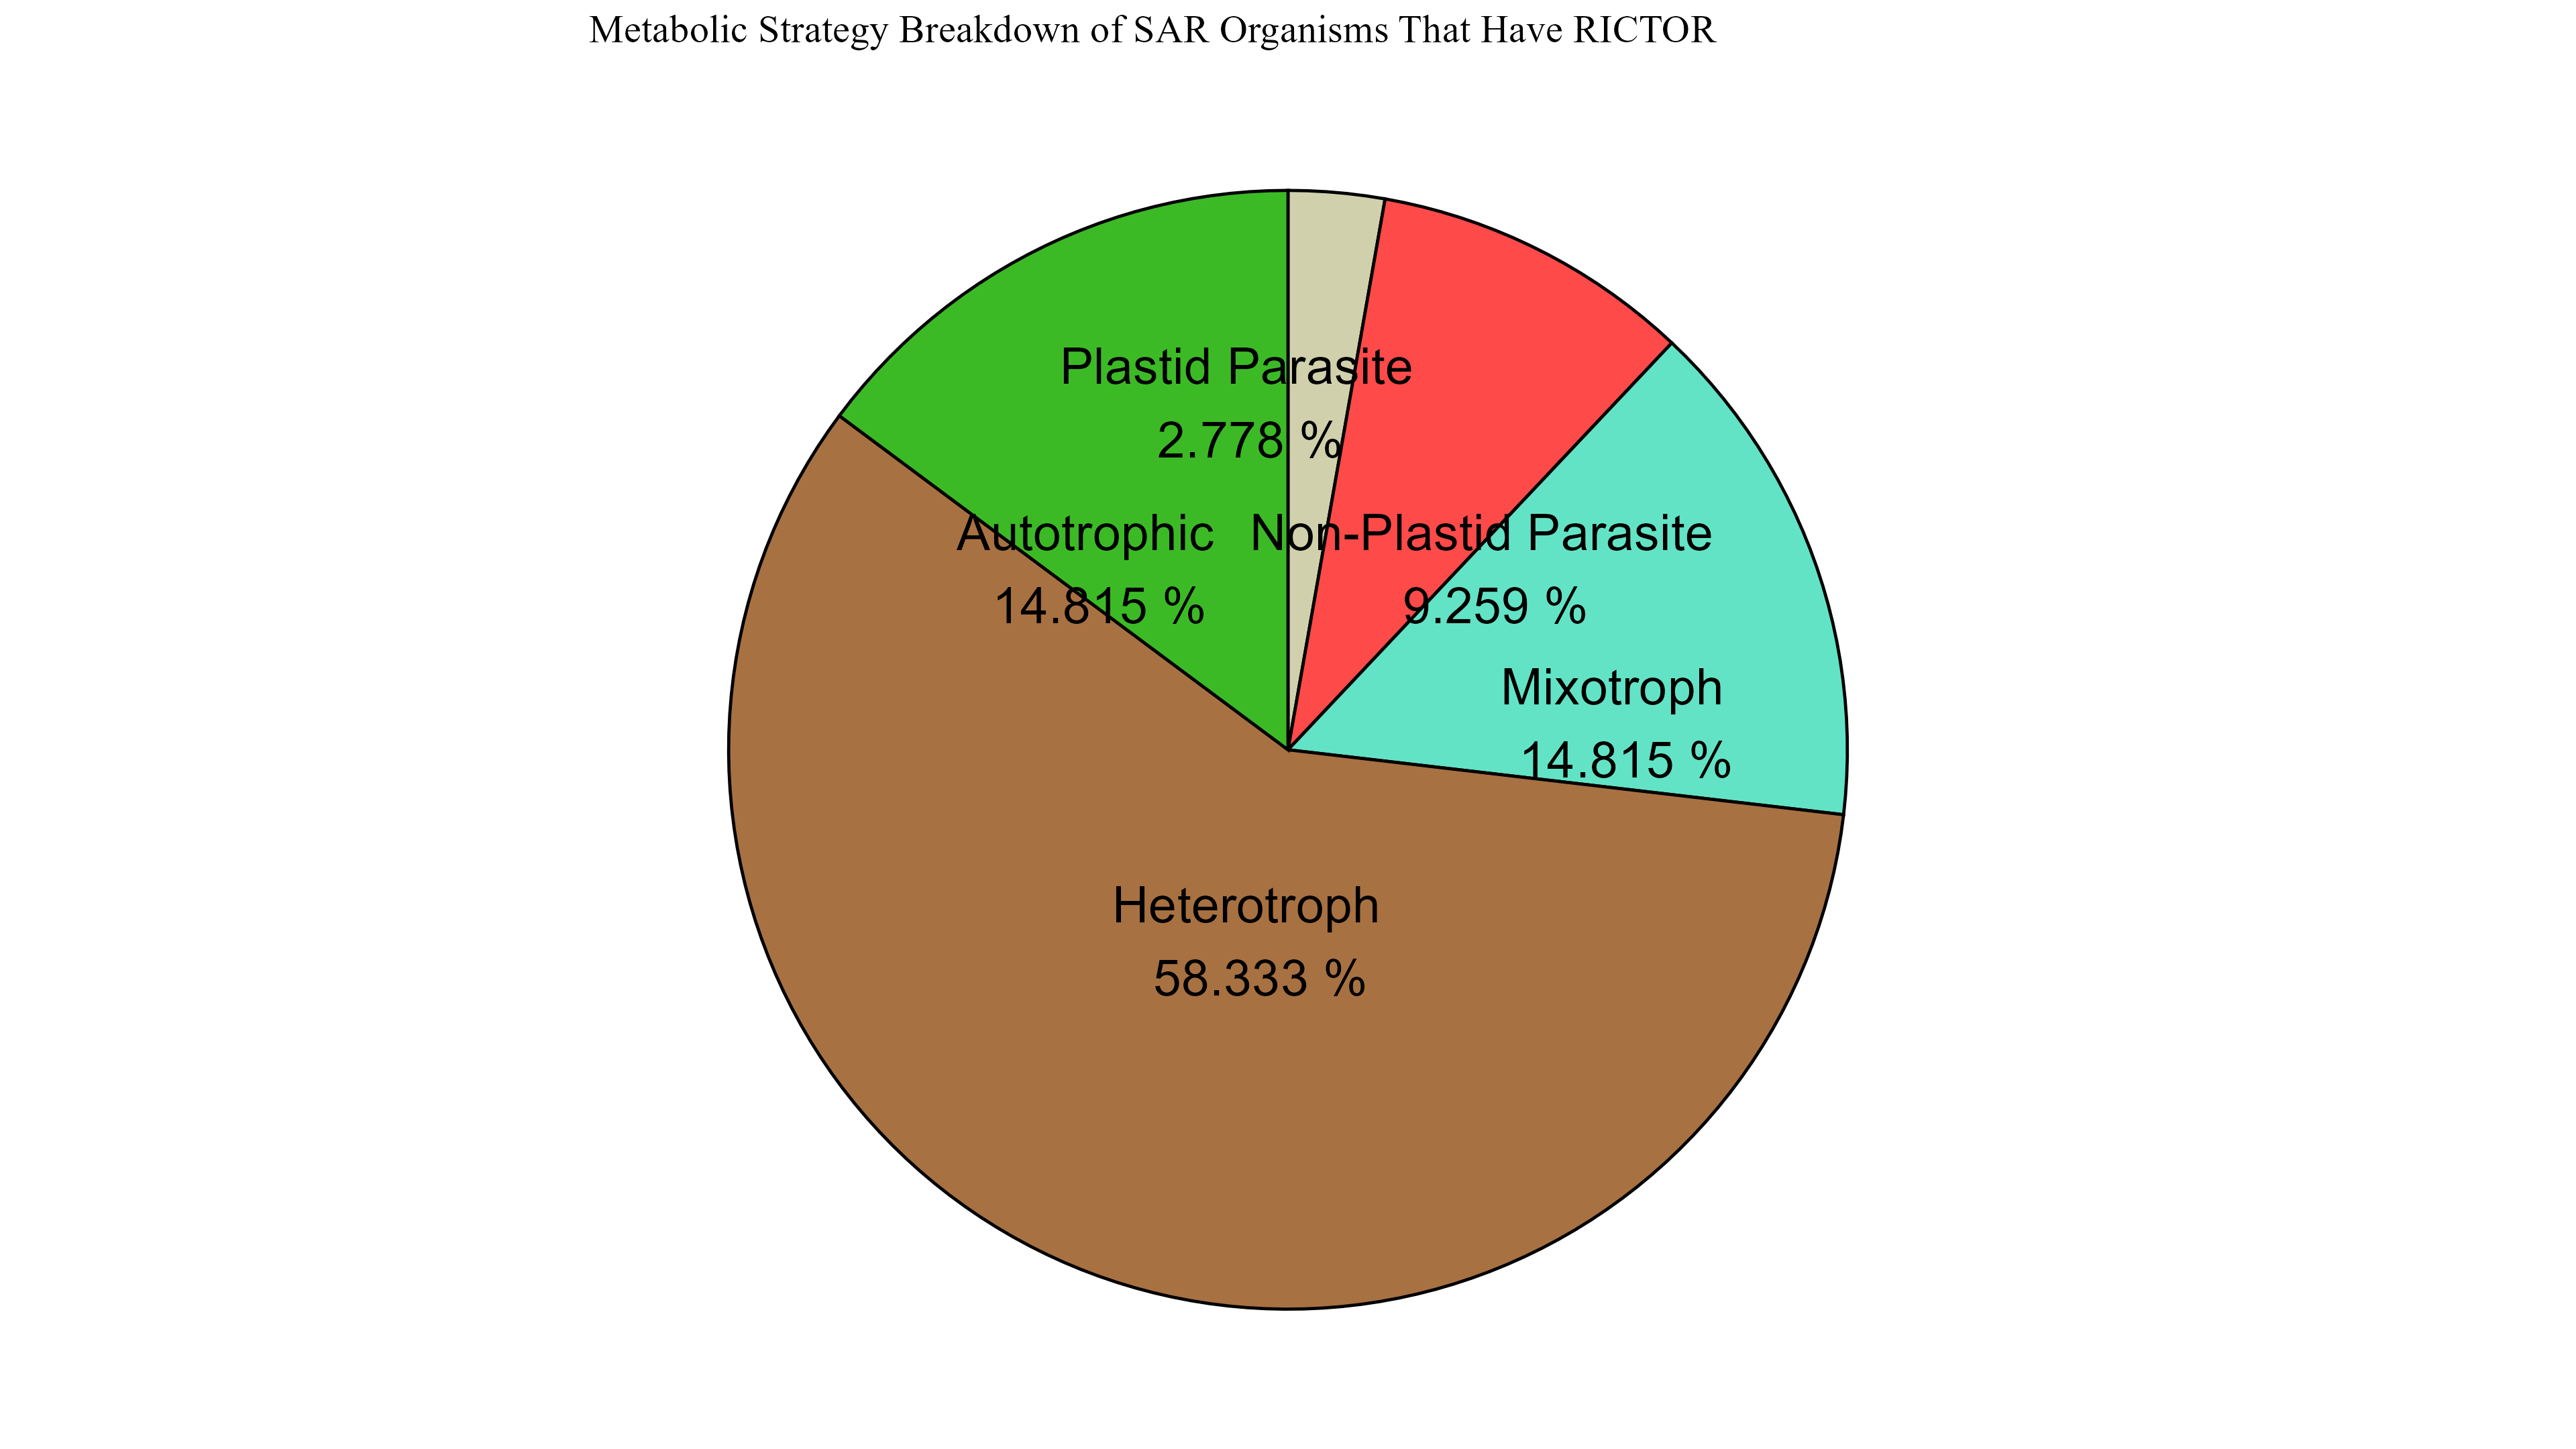 Metabolic Strategy Breakdown of SAR Organisms That Have RICTOR
Plastid Parasite
2.778 %
Autotrophic
14.815 %
Non-Plastid Parasite
9.259 %
Mixotroph
14.815 %
Heterotroph
58.333 %